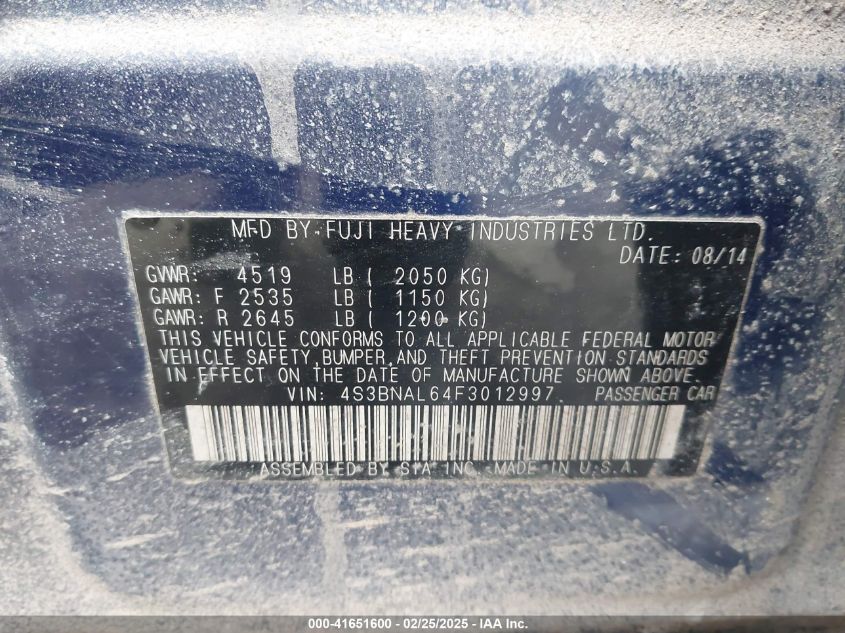 MFD BY FUJI HEAVY INDUSTRIES LTD.
DATE: 08/14
GVWR: 4519 LB ( 2050 KG)
GAWR: F 2535 LB ( 1150 KG)
GAWR: R 2645 LB ( 1200 KG)
THIS VEHICLE CONFORMS TO ALL APPLICABLE FEDERAL MOTOR
VEHICLE SAFETY, BUMPER, AND THEFT PREVENTION STANDARDS
IN EFFECT ON THE DATE OF MANUFACTURE SHOWN ABOVE.
VIN: 4S3BNAL64F3012997 PASSENGER CAR
ASSEMBLED BY SIA INC. MADE IN U.S.A.
000-41651600 - 02/25/2025 - IAA Inc.